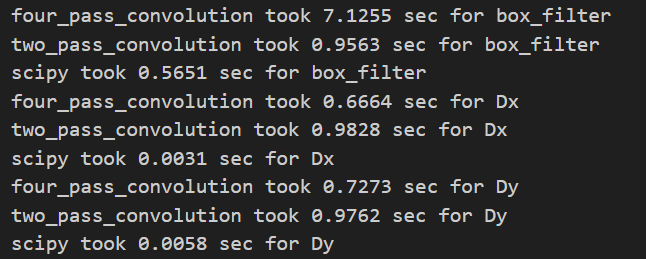 four_pass_convolution took 7.1255 sec for box_filter
two_pass_convolution took 0.9563 sec for box_filter
scipy took 0.5651 sec for box_filter
four_pass_convolution took 0.6664 sec for Dx
two_pass_convolution took 0.9828 sec for Dx
scipy took 0.0031 sec for Dx
four_pass_convolution took 0.7273 sec for Dy
two_pass_convolution took 0.9762 sec for Dy
scipy took 0.0058 sec for Dy